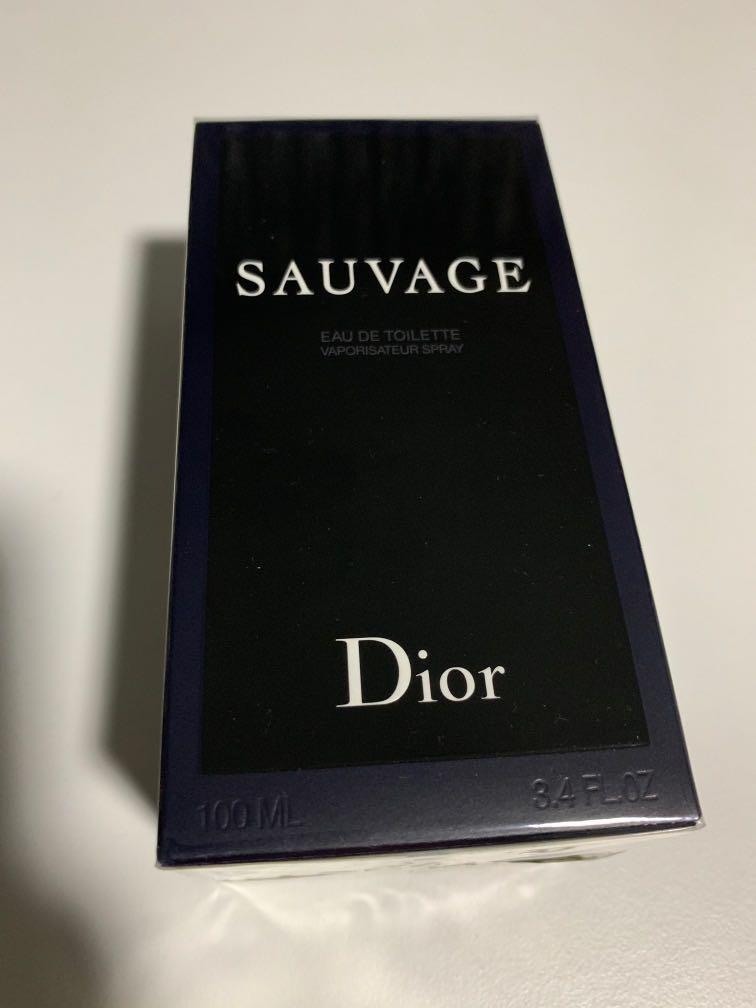 SAUVAGE
EAU DE TOILETTE
VAPORISATEUR SPRAY
Dior
100 ML 3.4 FL.OZ